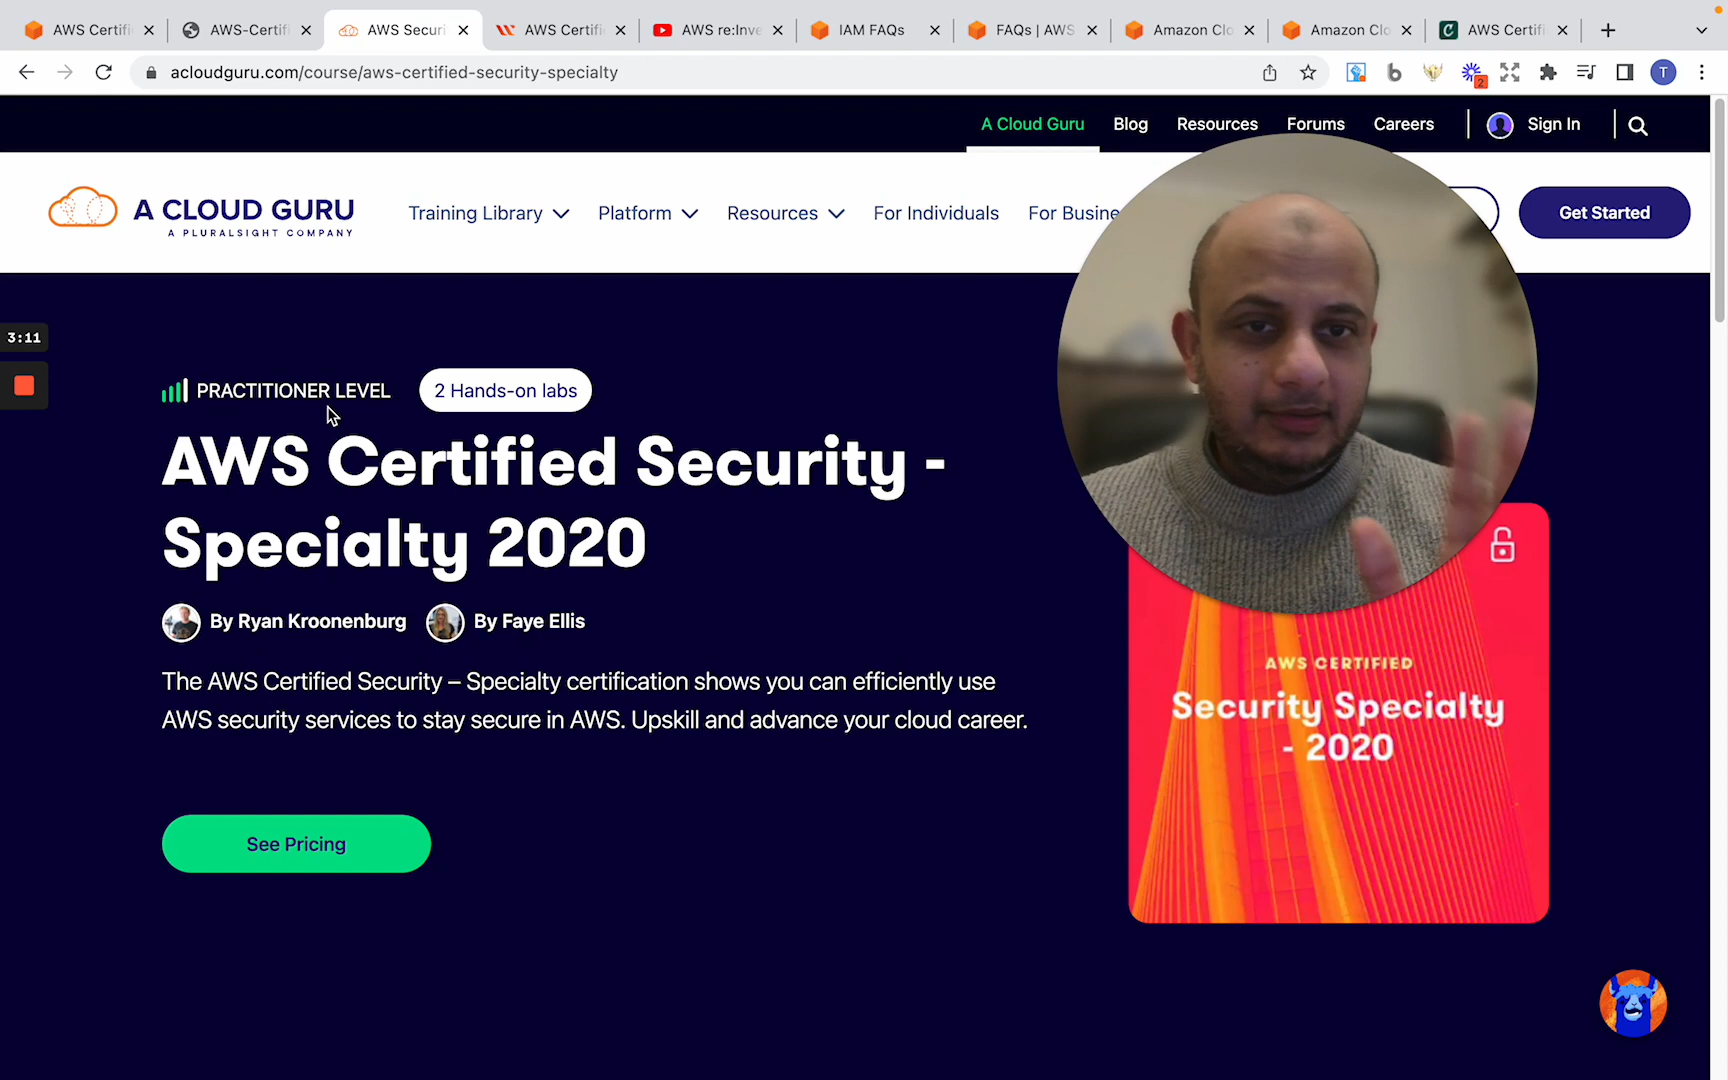 AWS Certifi
AWS-Certifi
AWS Securi
AWS Certifi
AWS re:Inve
IAM FAQs
FAQs | AWS
Amazon Clo
Amazon Clo
AWS Certifi
acloudguru.com/course/aws-certified-security-specialty
2
T
A Cloud Guru
Blog
Resources
Forums
Careers
Sign In
A CLOUD GURU
A PLURALSIGHT COMPANY
Training Library
Platform
Resources
For Individuals
For Busine
Get Started
3:11
PRACTITIONER LEVEL
2 Hands-on labs
AWS Certified Security -
Specialty 2020
By Ryan Kroonenburg
By Faye Ellis
The AWS Certified Security – Specialty certification shows you can efficiently use
AWS security services to stay secure in AWS. Upskill and advance your cloud career.
See Pricing
AWS CERTIFIED
Security Specialty
- 2020